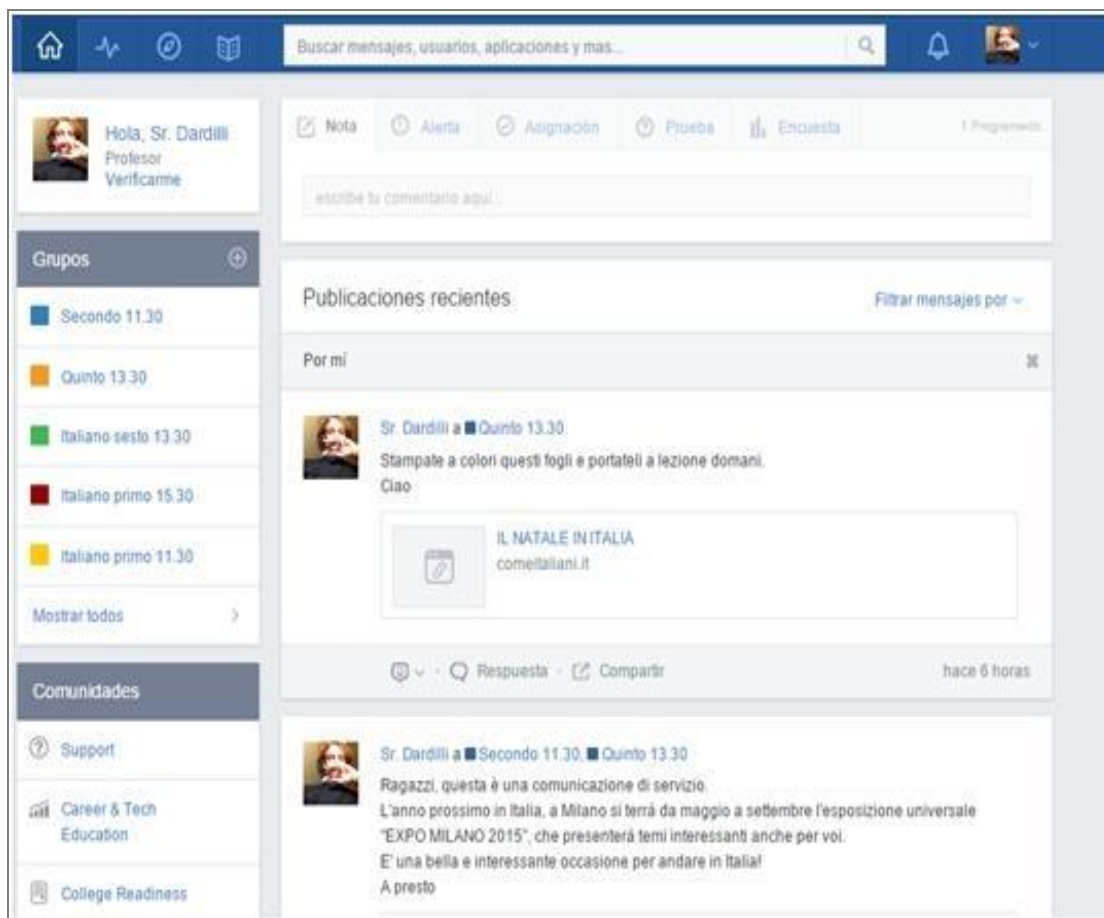 Buscar mensajes, usuarios, aplicaciones y mas...
Hola, Sr. Dardilli
Profesor
Verificarme
Nota
Alerta
Asignación
Prueba
Encuesta
1 Programado
escribe tu comentario aquí...
Grupos
Secondo 11.30
Quinto 13.30
Italiano sesto 13.30
Italiano primo 15.30
Italiano primo 11.30
Mostrar todos
Comunidades
Support
Career & Tech
Education
College Readiness
Publicaciones recientes
Filtrar mensajes por
Por mí
Sr. Dardilli a Quinto 13.30
Stampate a colori questi fogli e portateli a lezione domani.
Ciao
IL NATALE IN ITALIA
comeitaliani.it
Respuesta · Compartir
hace 6 horas
Sr. Dardilli a Secondo 11.30, Quinto 13.30
Ragazzi, questa è una comunicazione di servizio.
L'anno prossimo in Italia, a Milano si terrá da maggio a settembre l'esposizione universale
"EXPO MILANO 2015", che presenterá temi interessanti anche per voi.
E' una bella e interessante occasione per andare in Italia!
A presto